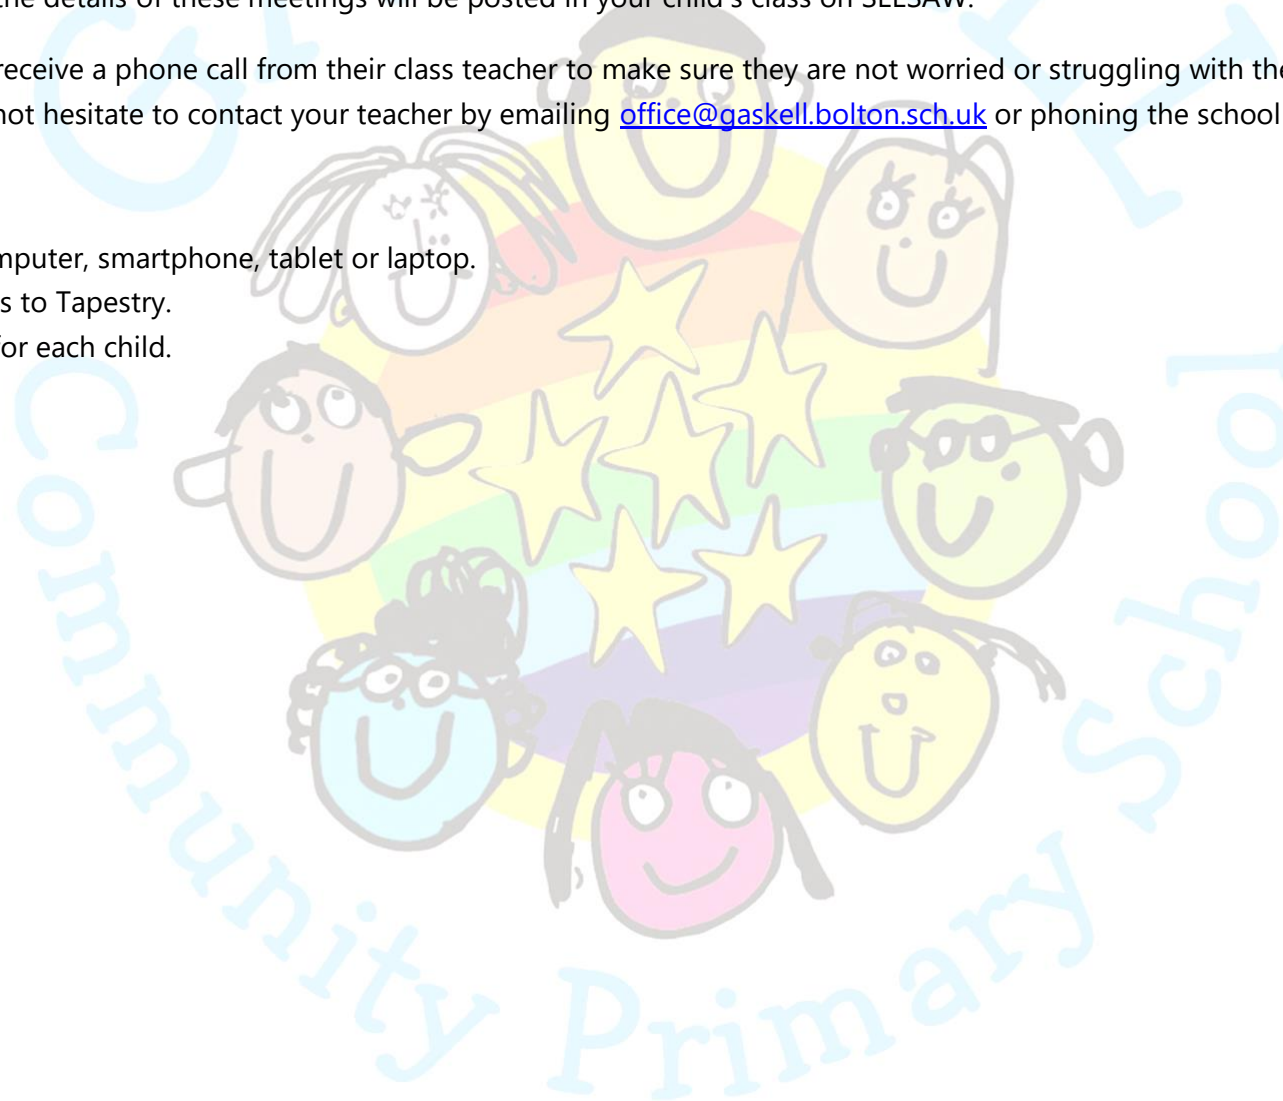 the details of these meetings will be posted in your child's class on SEESAW.
receive a phone call from their class teacher to make sure they are not worried or struggling with the
not hesitate to contact your teacher by emailing office@gaskell.bolton.sch.uk or phoning the school
mputer, smartphone, tablet or laptop.
s to Tapestry.
for each child.
Community Primary School